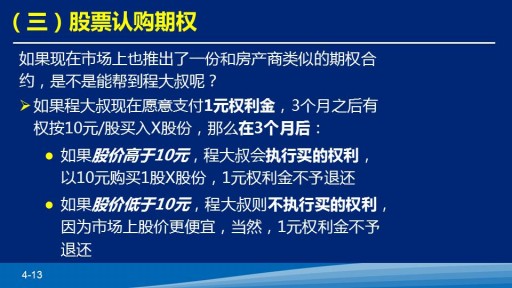 （三）股票认购期权
如果现在市场上也推出了一份和房产商类似的期权合
约，是不是能帮到程大叔呢？
➢如果程大叔现在愿意支付1元权利金，3个月之后有
权按10元/股买入X股份，那么在3个月后：
● 如果股价高于10元，程大叔会执行买的权利，
以10元购买1股X股份，1元权利金不予退还
● 如果股价低于10元，程大叔则不执行买的权利，
因为市场上股价更便宜，当然，1元权利金不予
退还
4-13